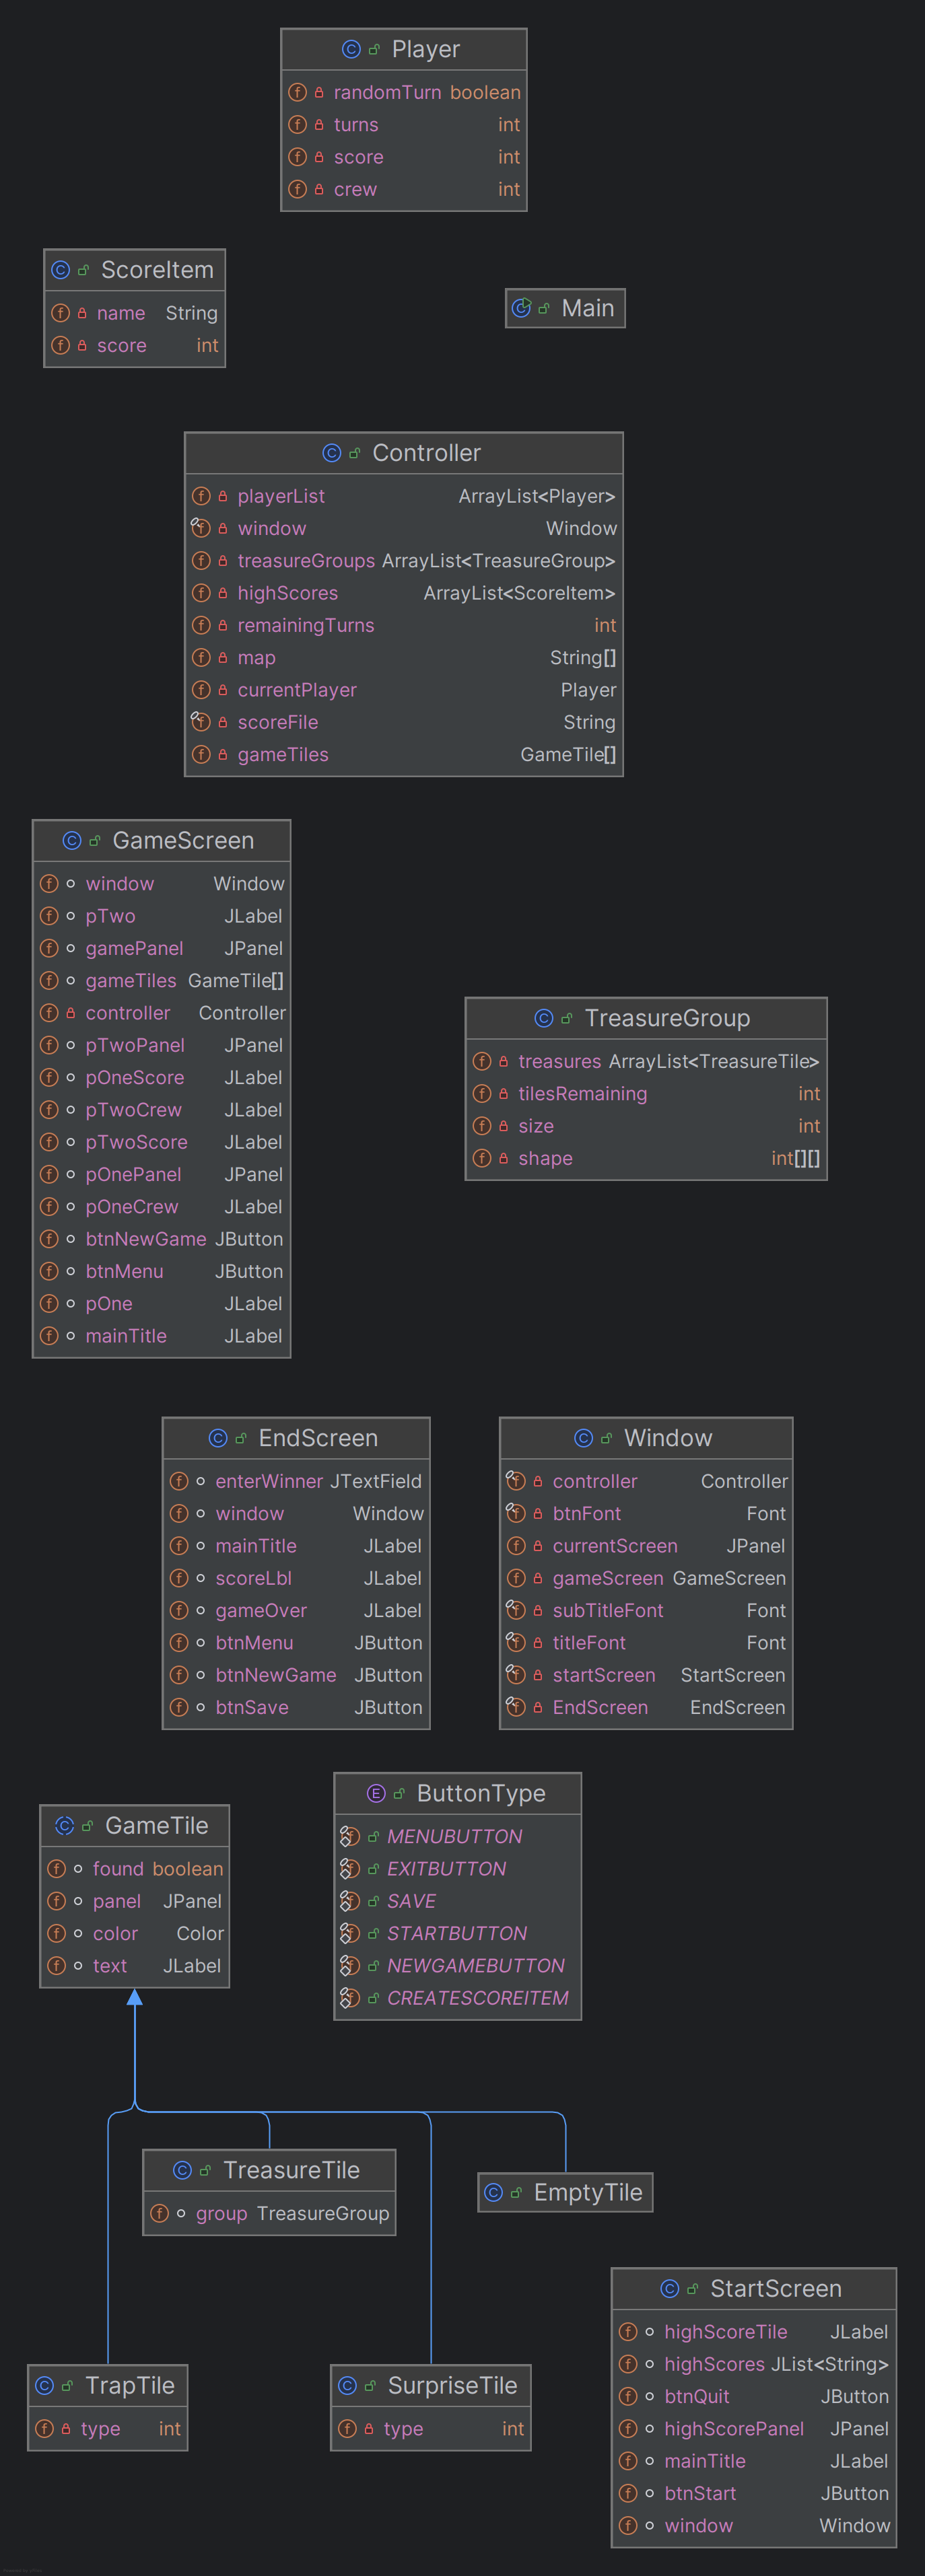 Player
randomTurn boolean
turns int
score int
crew int
ScoreItem
name String
score int
Main
Controller
playerList ArrayList<Player>
window Window
treasureGroups ArrayList<TreasureGroup>
highScores ArrayList<ScoreItem>
remainingTurns int
map String[]
currentPlayer Player
scoreFile String
gameTiles GameTile[]
GameScreen
window Window
pTwo JLabel
gamePanel JPanel
gameTiles GameTile[]
controller Controller
pTwoPanel JPanel
pOneScore JLabel
pTwoCrew JLabel
pTwoScore JLabel
pOnePanel JPanel
pOneCrew JLabel
btnNewGame JButton
btnMenu JButton
pOne JLabel
mainTitle JLabel
TreasureGroup
treasures ArrayList<TreasureTile>
tilesRemaining int
size int
shape int[][]
EndScreen
enterWinner JTextField
window Window
mainTitle JLabel
scoreLbl JLabel
gameOver JLabel
btnMenu JButton
btnNewGame JButton
btnSave JButton
Window
controller Controller
btnFont Font
currentScreen JPanel
gameScreen GameScreen
subTitleFont Font
titleFont Font
startScreen StartScreen
EndScreen EndScreen
ButtonType
MENUBUTTON
EXITBUTTON
SAVE
STARTBUTTON
NEWGAMEBUTTON
CREATESCOREITEM
GameTile
found boolean
panel JPanel
color Color
text JLabel
TreasureTile
group TreasureGroup
EmptyTile
StartScreen
highScoreTile JLabel
highScores JList<String>
btnQuit JButton
highScorePanel JPanel
mainTitle JLabel
btnStart JButton
window Window
TrapTile
type int
SurpriseTile
type int